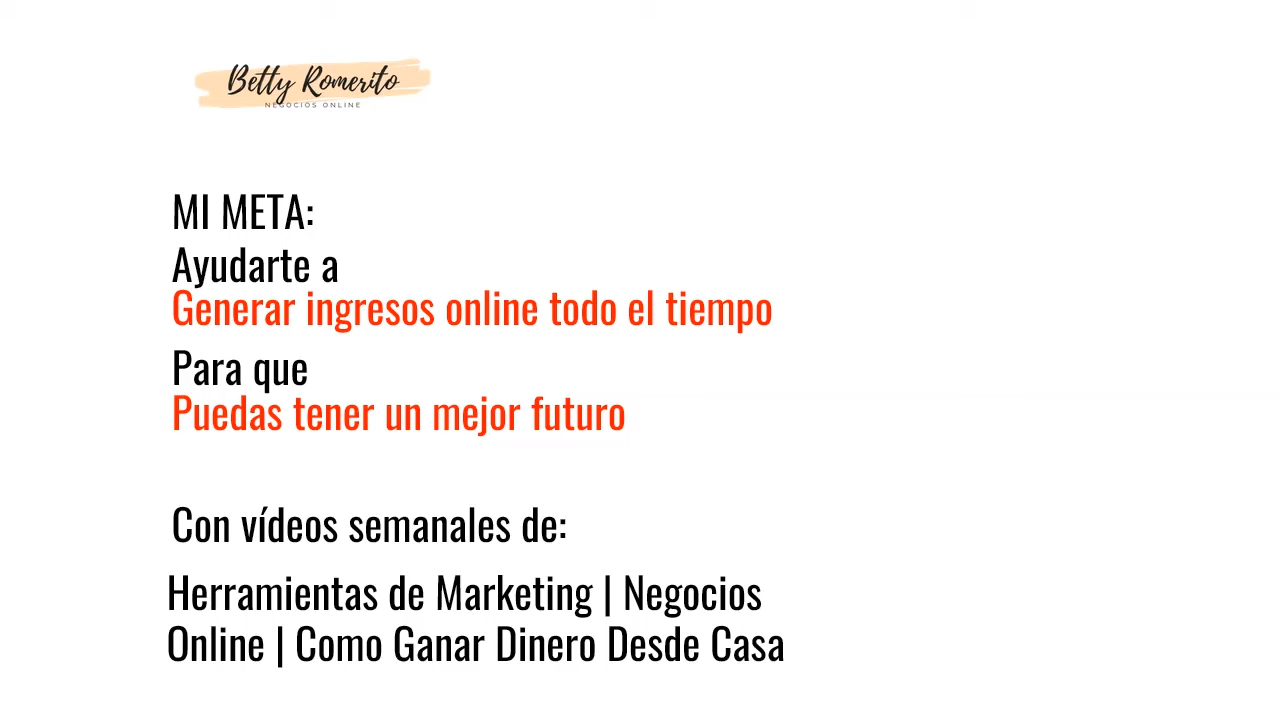 Betty Romerito
NEGOCIOS ONLINE
MI META:
Ayudarte a
Generar ingresos online todo el tiempo
Para que
Puedas tener un mejor futuro
Con vídeos semanales de:
Herramientas de Marketing | Negocios
Online | Como Ganar Dinero Desde Casa